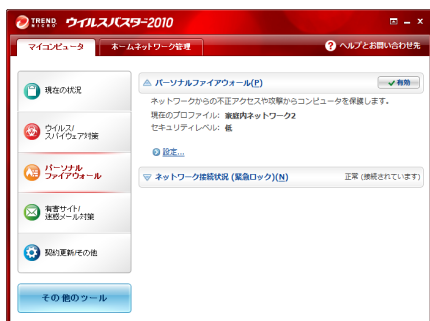 TREND MICRO ウイルスバスター2010
マイコンピュータ ホームネットワーク管理 ? ヘルプとお問い合わせ先
現在の状況
ウイルス/
スパイウェア対策
パーソナル
ファイアウォール
有害サイト/
迷惑メール対策
契約更新/その他
その他のツール
パーソナルファイアウォール(P) 有効
ネットワークからの不正アクセスや攻撃からコンピュータを保護します。
現在のプロファイル: 家庭内ネットワーク2
セキュリティレベル: 低
設定...
ネットワーク接続状況 (緊急ロック)(N) 正常 (接続されています)